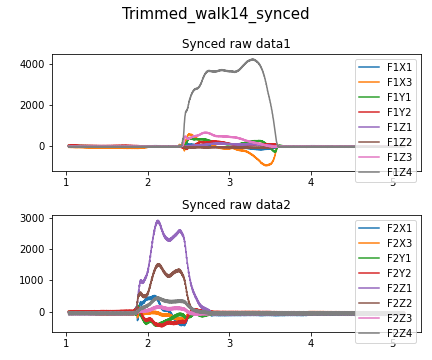 Trimmed_walk14_synced
Synced raw data1
4000
2000
0
F1X1
F1X3
F1Y1
F1Y2
F1Z1
F1Z2
F1Z3
F1Z4
1 2 3 4 5
Synced raw data2
3000
2000
1000
0
F2X1
F2X3
F2Y1
F2Y2
F2Z1
F2Z2
F2Z3
F2Z4
1 2 3 4 5